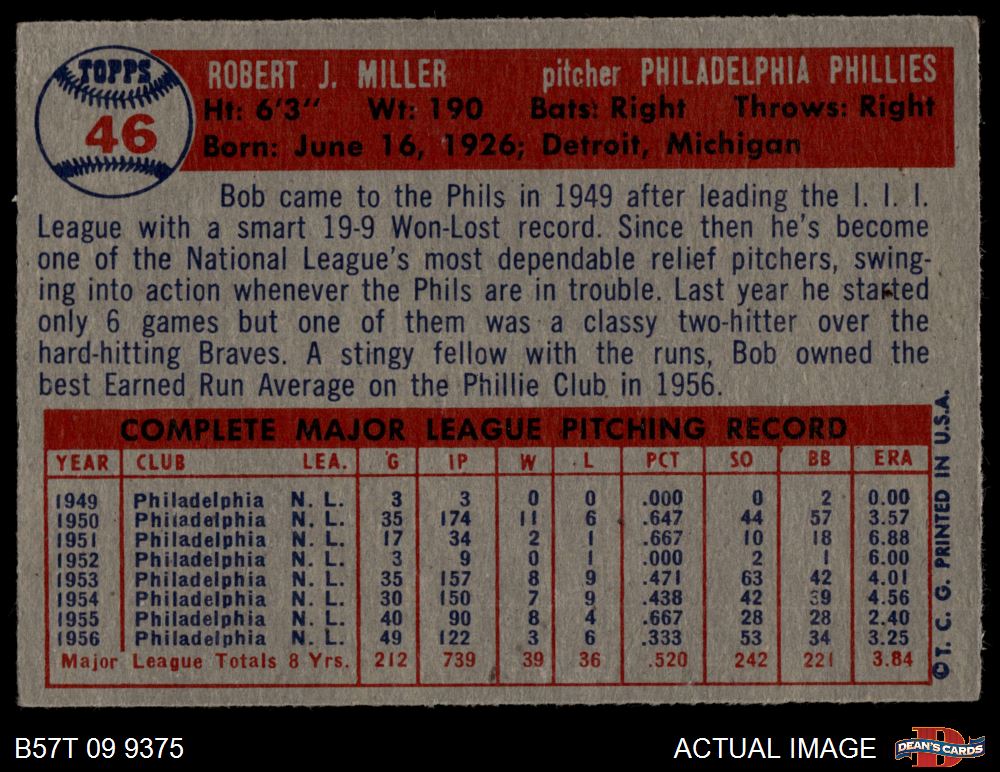 TOPPS
46
ROBERT J. MILLER pitcher PHILADELPHIA PHILLIES
Ht: 6'3" Wt: 190 Bats: Right Throws: Right
Born: June 16, 1926; Detroit, Michigan
Bob came to the Phils in 1949 after leading the I. I. I.
League with a smart 19-9 Won-Lost record. Since then he's become
one of the National League's most dependable relief pitchers, swing-
ing into action whenever the Phils are in trouble. Last year he started
only 6 games but one of them was a classy two-hitter over the
hard-hitting Braves. A stingy fellow with the runs, Bob owned the
best Earned Run Average on the Phillie Club in 1956.
COMPLETE MAJOR LEAGUE PITCHING RECORD
YEAR CLUB LEA. G IP W L PCT SO BB ERA
1949 Philadelphia N. L. 3 3 0 0 .000 0 2 0.00
1950 Philadelphia N. L. 35 174 11 6 .647 44 57 3.57
1951 Philadelphia N. L. 17 34 2 1 .667 10 18 6.88
1952 Philadelphia N. L. 3 9 0 1 .000 2 1 6.00
1953 Philadelphia N. L. 35 157 8 9 .471 63 42 4.01
1954 Philadelphia N. L. 30 150 7 9 .438 42 39 4.56
1955 Philadelphia N. L. 40 90 8 4 .667 28 28 2.40
1956 Philadelphia N. L. 49 122 3 6 .333 53 34 3.25
Major League Totals 8 Yrs. 212 739 39 36 .520 242 221 3.84
©T. C. G. PRINTED IN U.S.A.
B57T 09 9375
ACTUAL IMAGE
D
DEAN'S CARDS